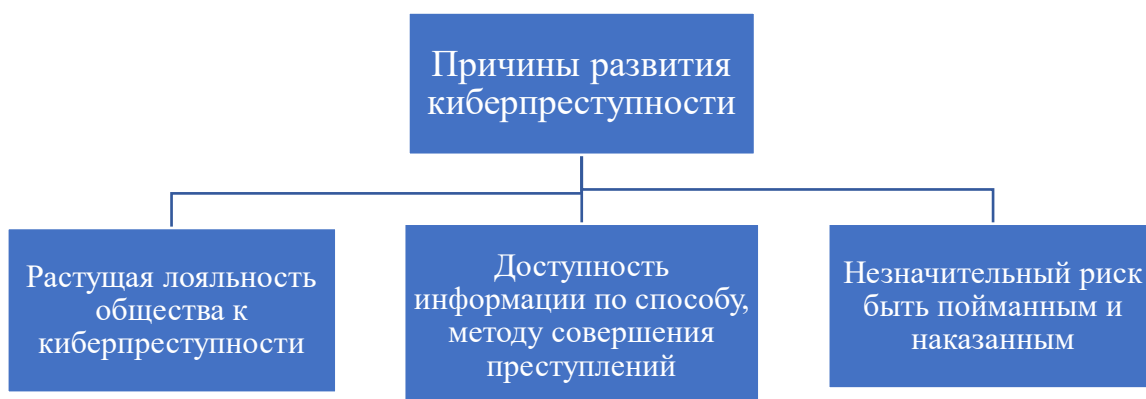 Причины развития
киберпреступности
Растущая лояльность
общества к
киберпреступности
Доступность
информации по способу,
методу совершения
преступлений
Незначительный риск
быть пойманным и
наказанным